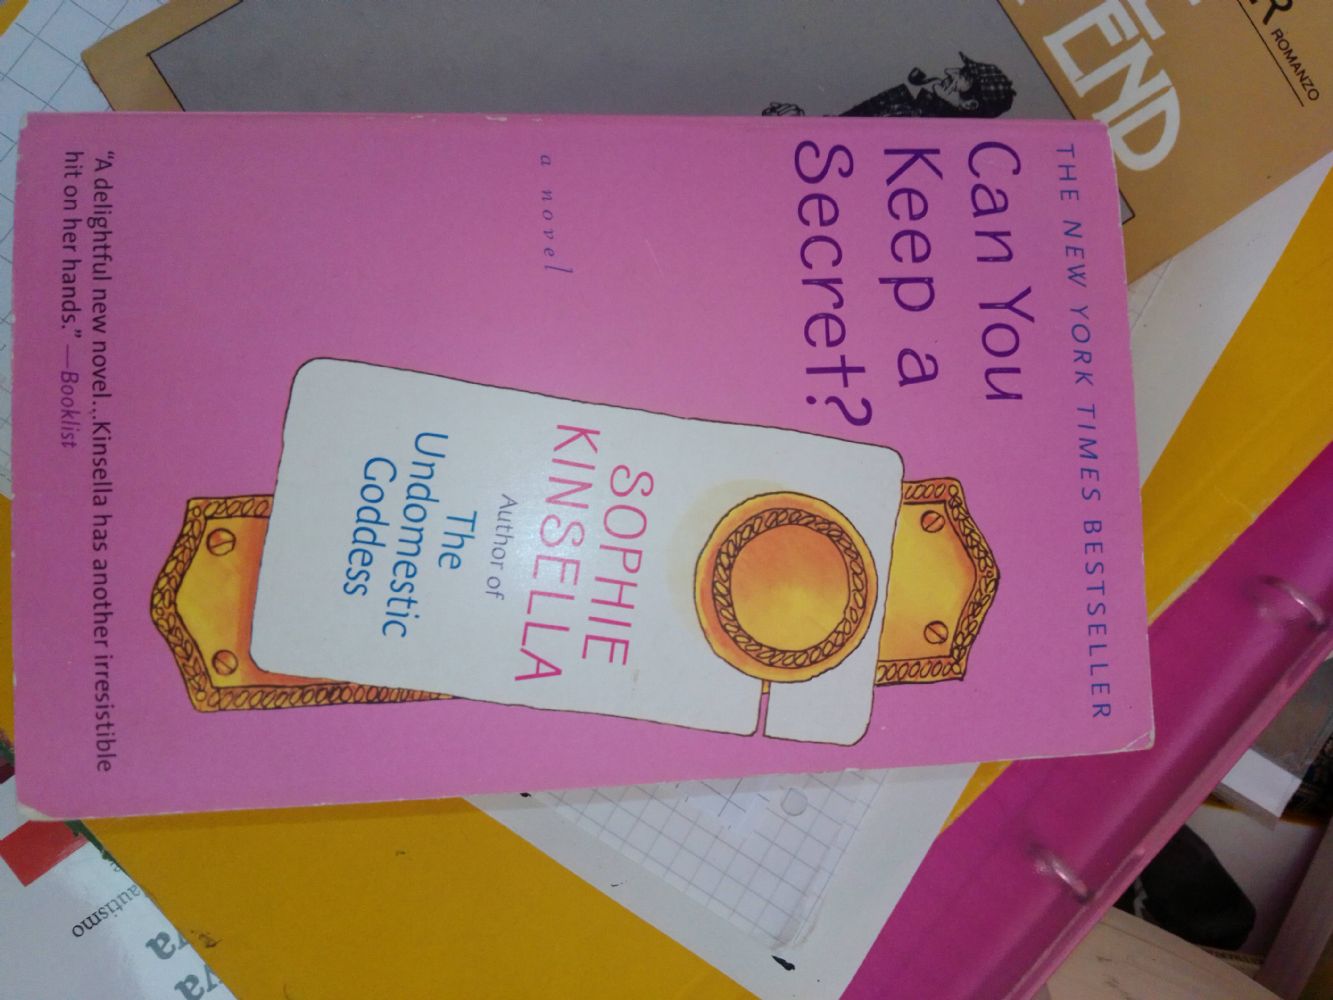 THE NEW YORK TIMES BESTSELLER
Can You
Keep a
Secret?
a novel
SOPHIE
KINSELLA
Author of
The
Undomestic
Goddess
"A delightful new novel...Kinsella has another irresistible
hit on her hands." —Booklist
END
ROMANZO
autismo